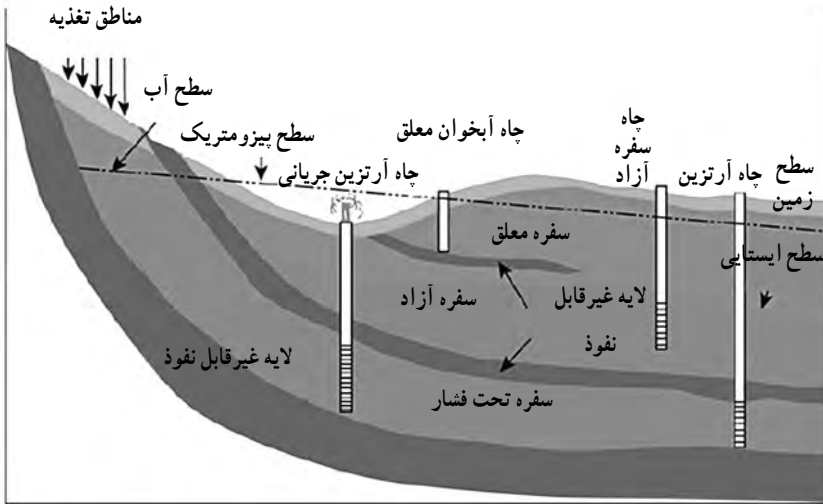 مناطق تغذیه
سطح آب
سطح پیزومتریک
چاه آبخوان معلق
چاه
سفره
آزاد
چاه آرتزین جریانی
چاه آرتزین
سطح
زمین
سفره معلق
سطح ایستایی
سفره آزاد
لایه غیرقابل
نفوذ
لایه غیرقابل نفوذ
سفره تحت فشار